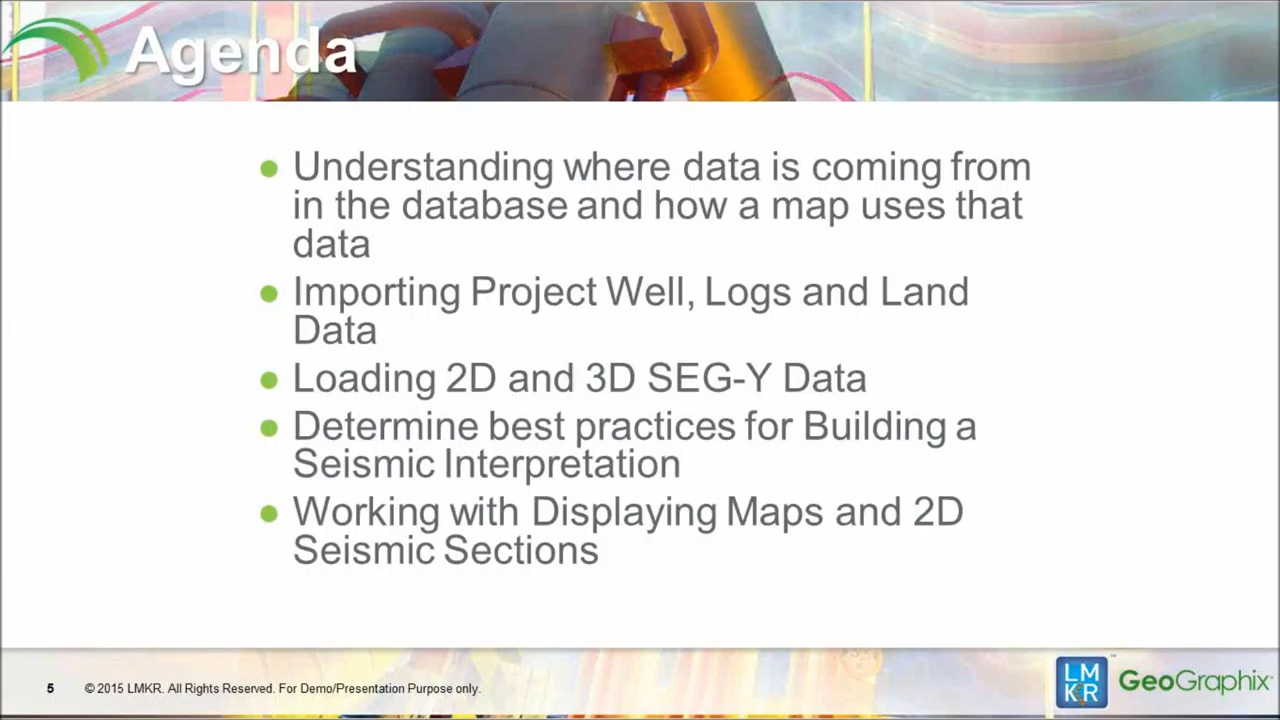 Agenda
● Understanding where data is coming from
in the database and how a map uses that
data
● Importing Project Well, Logs and Land
Data
● Loading 2D and 3D SEG-Y Data
● Determine best practices for Building a
Seismic Interpretation
● Working with Displaying Maps and 2D
Seismic Sections
5 © 2015 LMKR. All Rights Reserved. For Demo/Presentation Purpose only.
LM
KR ™
GeoGraphix